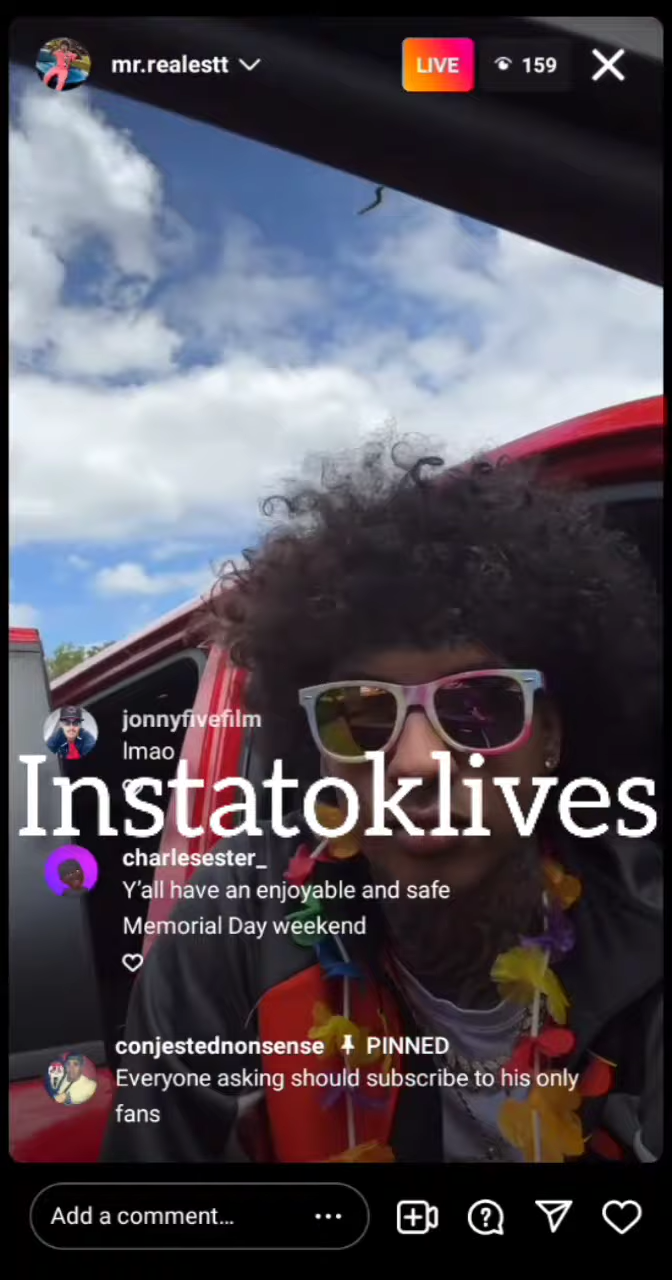 mr.realestt
LIVE
159
jonnyfivefilm
lmao
Instatoklives
charlesester_
Y'all have an enjoyable and safe
Memorial Day weekend
conjestednonsense PINNED
Everyone asking should subscribe to his only
fans
Add a comment...